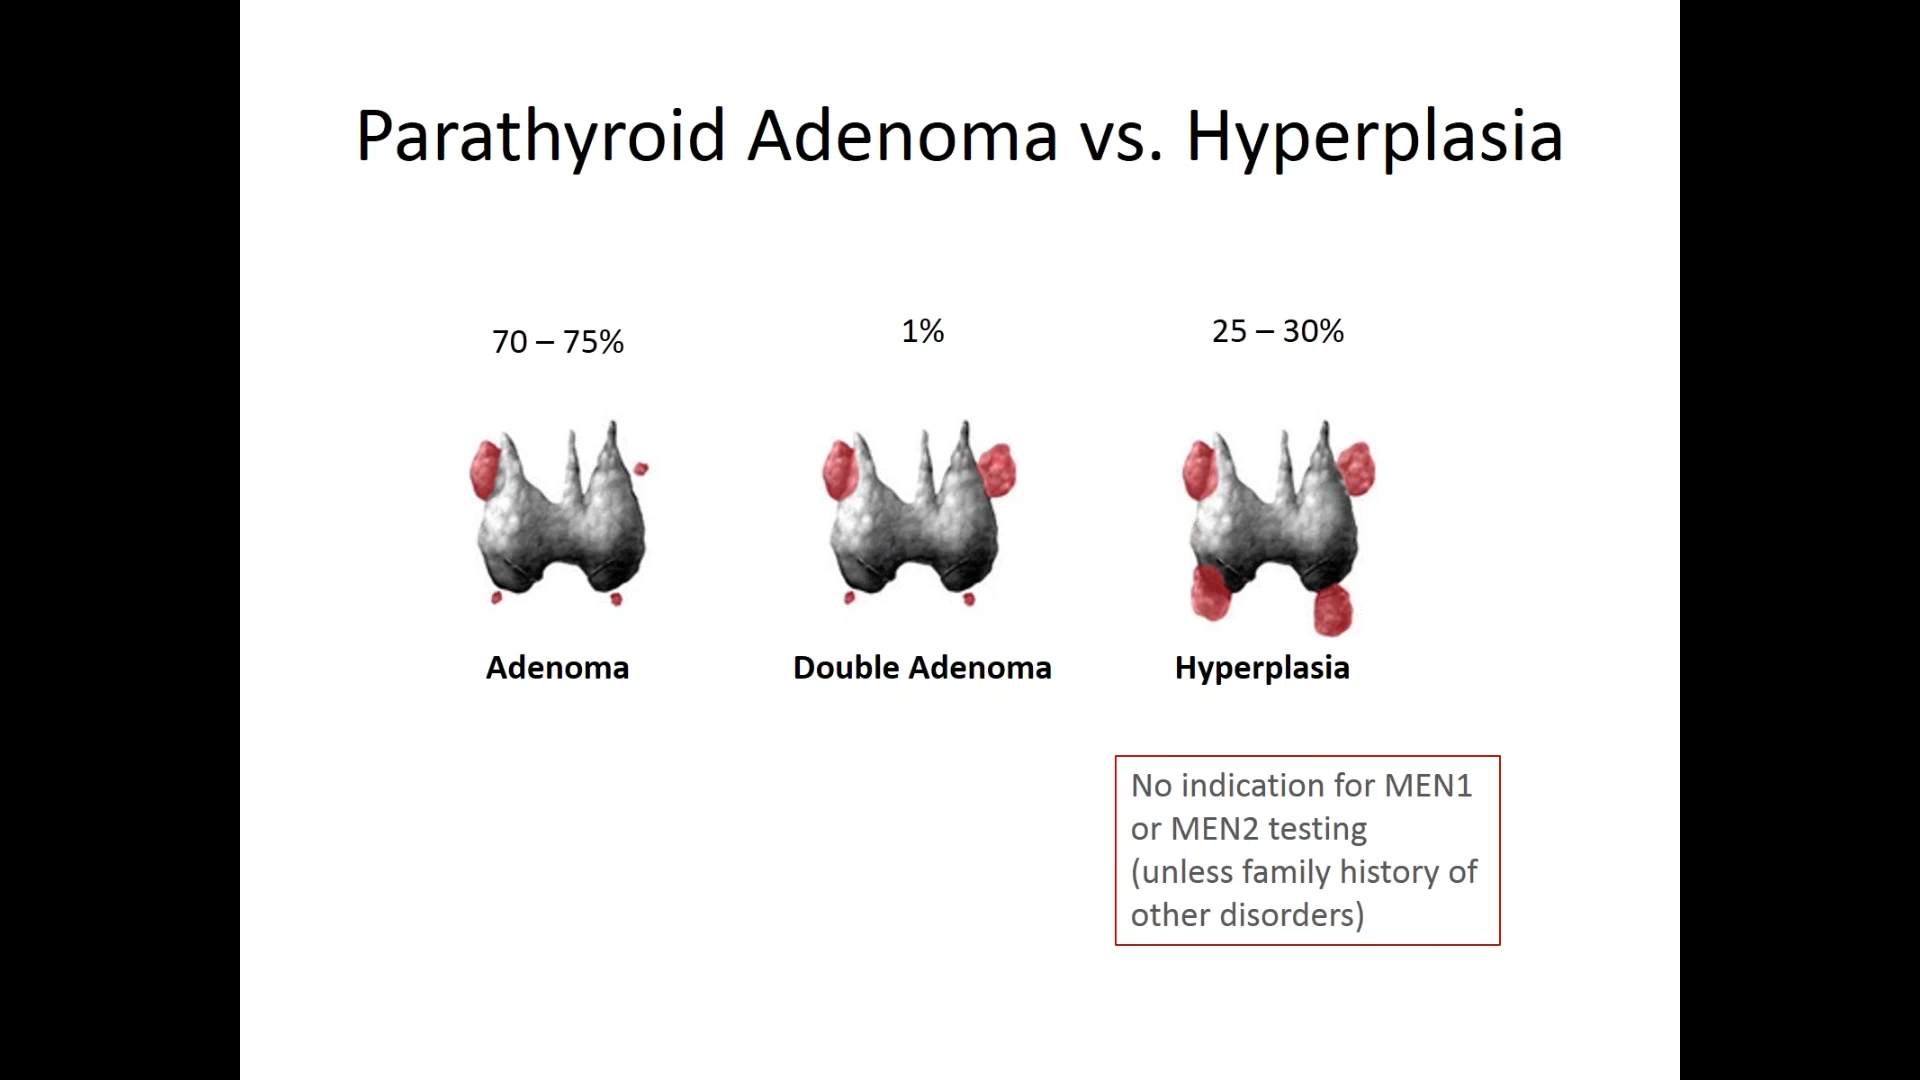 Parathyroid Adenoma vs. Hyperplasia
70 – 75%
1%
25 – 30%
Adenoma
Double Adenoma
Hyperplasia
No indication for MEN1
or MEN2 testing
(unless family history of
other disorders)